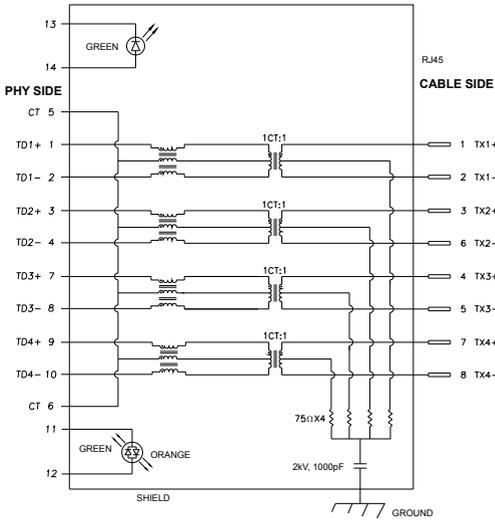 13
GREEN
14
RJ45
PHY SIDE
CABLE SIDE
CT 5
TD1+ 1
1CT:1
1 TX1+
TD1- 2
2 TX1-
TD2+ 3
1CT:1
3 TX2+
TD2- 4
6 TX2-
TD3+ 7
1CT:1
4 TX3+
TD3- 8
5 TX3-
TD4+ 9
1CT:1
7 TX4+
TD4- 10
8 TX4-
CT 6
75ΩX4
11
GREEN
ORANGE
12
2kV, 1000pF
SHIELD
GROUND